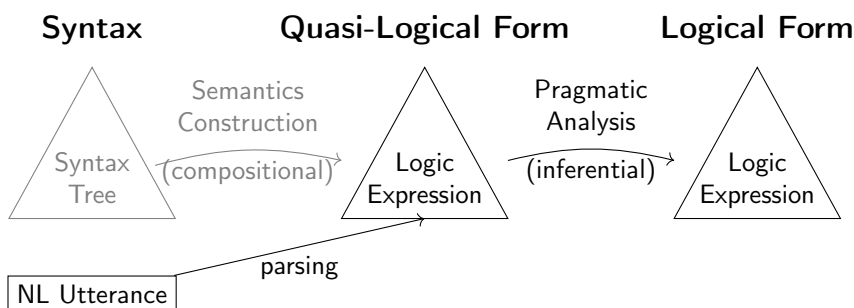 Syntax Quasi-Logical Form Logical Form
Semantics
Construction
(compositional)
Pragmatic
Analysis
(inferential)
Syntax
Tree
Logic
Expression
Logic
Expression
parsing
NL Utterance